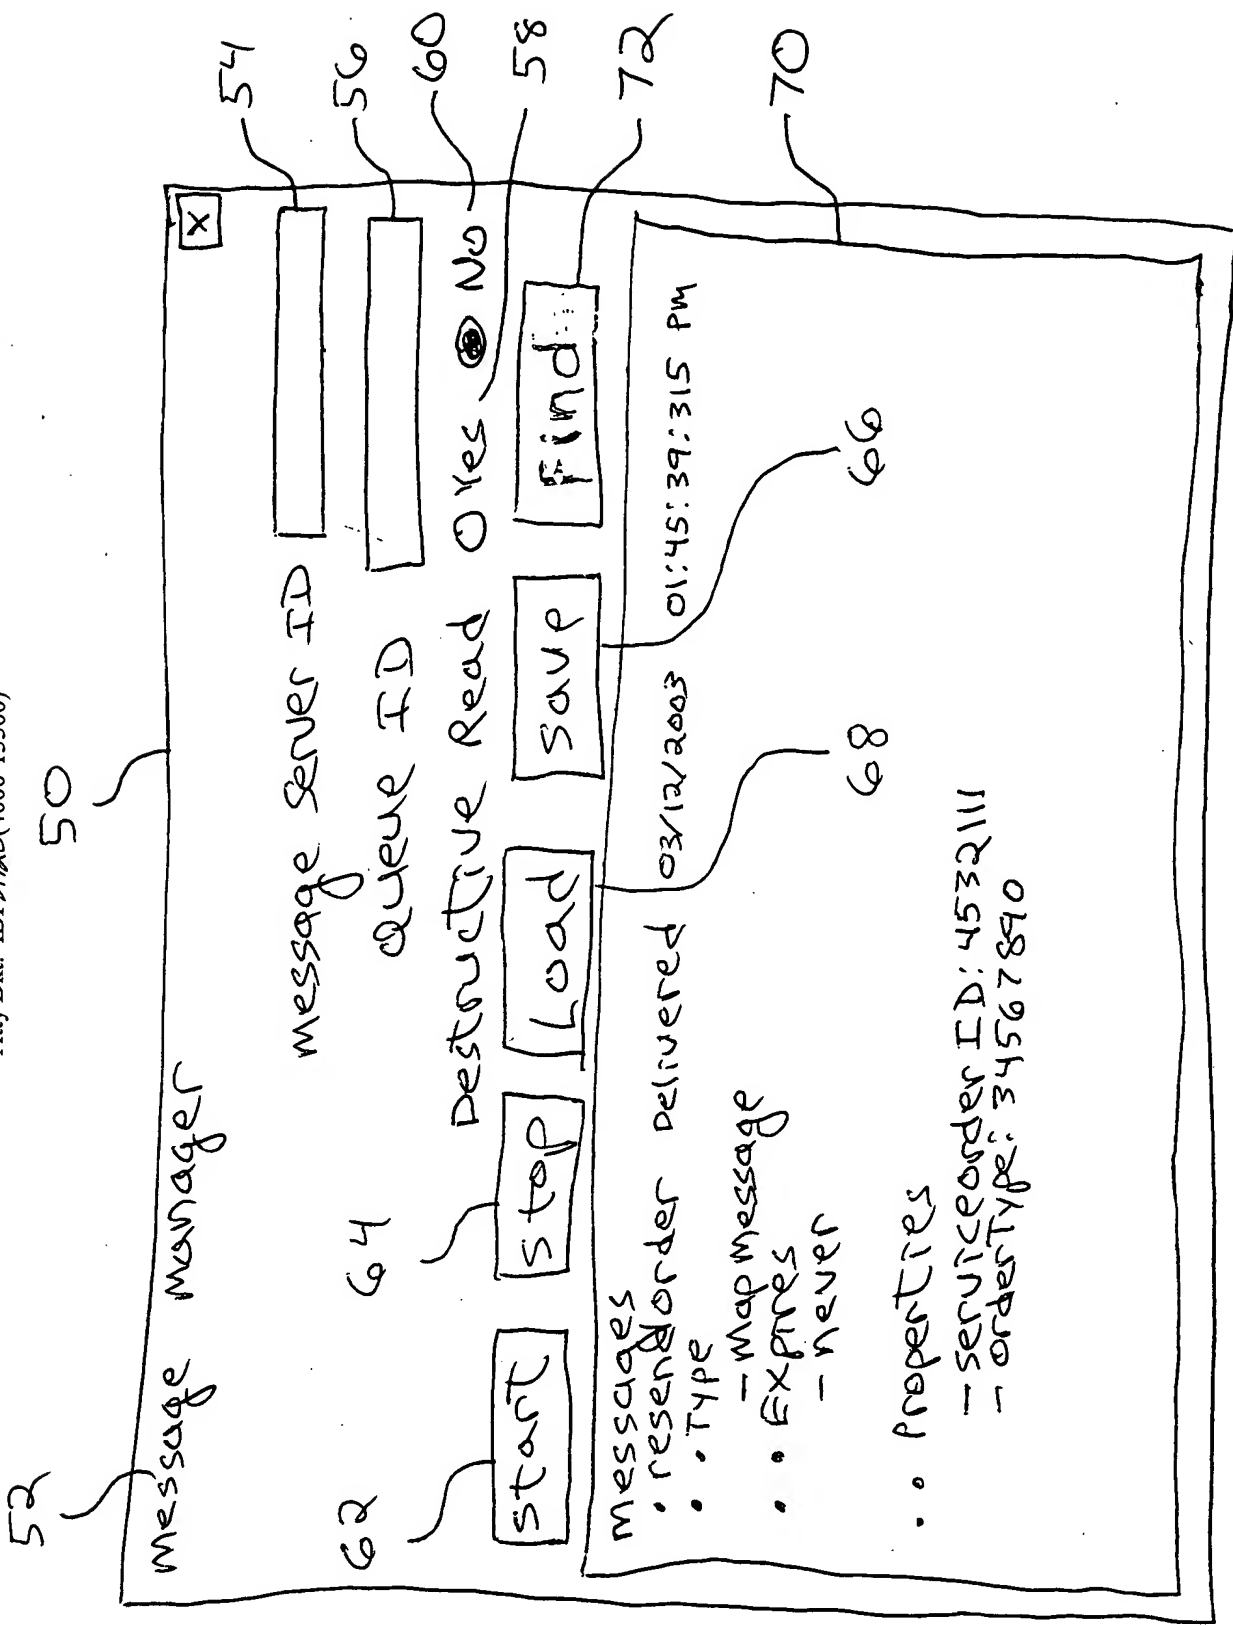 50
52
message manager
X
message Server ID
54
Queue ID
56
Destructive Read O Yes No
60
58
62
64
Start
Stop
Load
Save
Find
72
messages
• resendorder Delivered 03/12/2003 01:45:39:315 PM
• • Type
- Mapmessage
• • Expires
- never
68
66
70
• • Properties
- serviceorder ID: 4532111
- orderType: 34567890